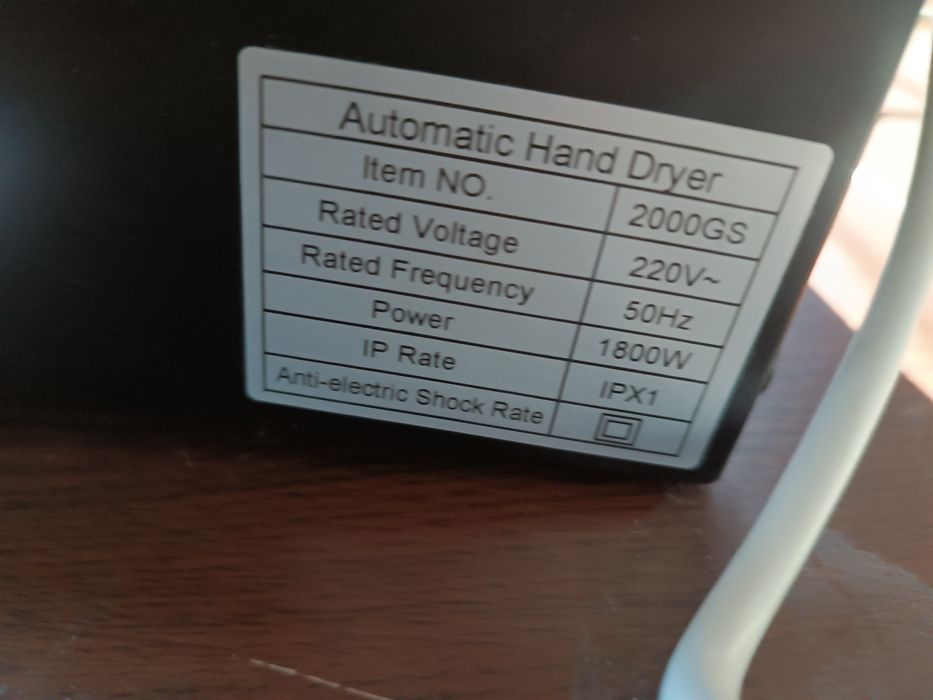 Automatic Hand Dryer
Item NO. 2000GS
Rated Voltage 220V~
Rated Frequency 50Hz
Power 1800W
IP Rate IPX1
Anti-electric Shock Rate